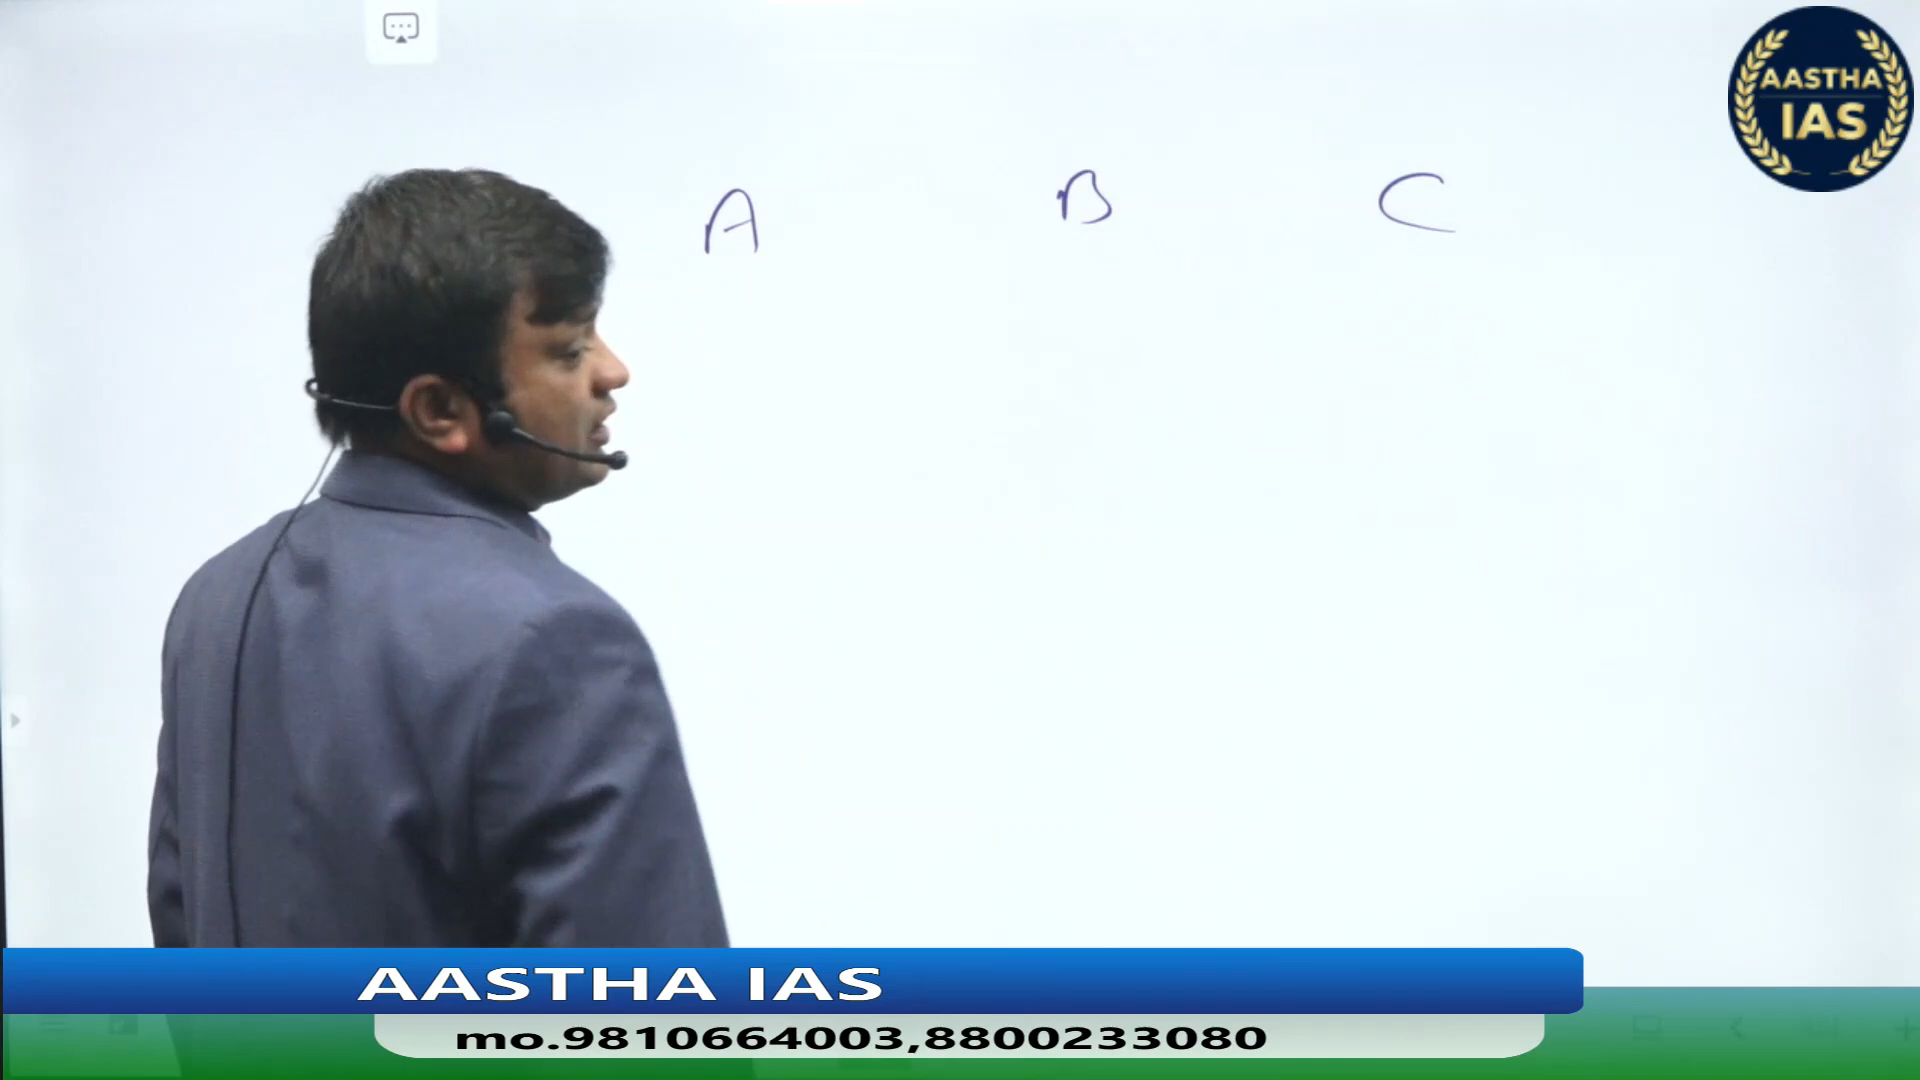 AASTHA
IAS
A B C
AASTHA IAS
mo.9810664003,8800233080